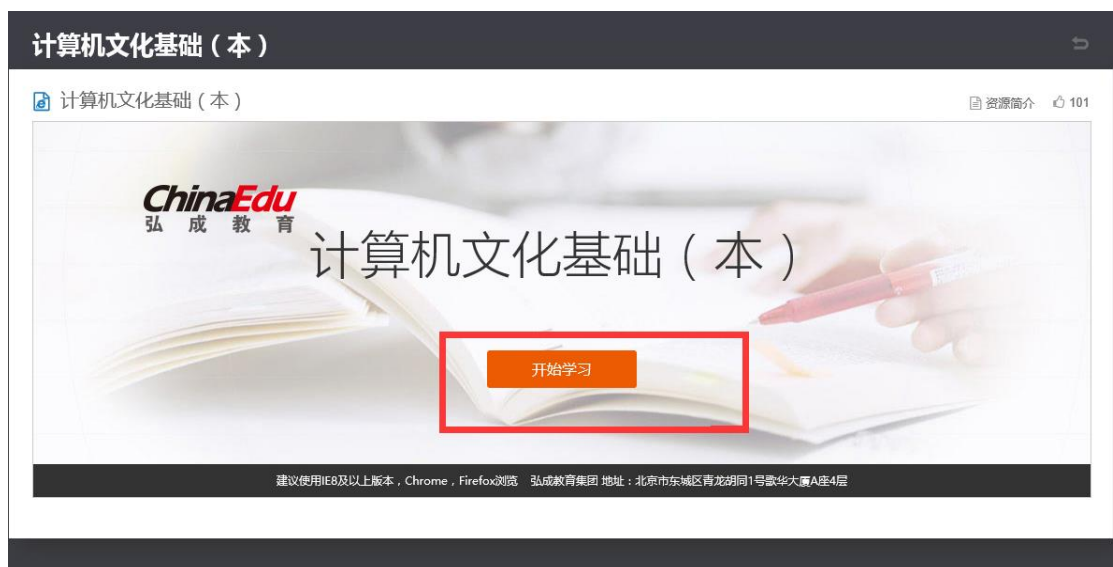 计算机文化基础（本）
计算机文化基础（本）
资源简介 101
ChinaEdu
弘 成 教 育
计算机文化基础（本）
开始学习
建议使用IE8及以上版本，Chrome，Firefox浏览 弘成教育集团 地址：北京市东城区青龙胡同1号歌华大厦A座4层